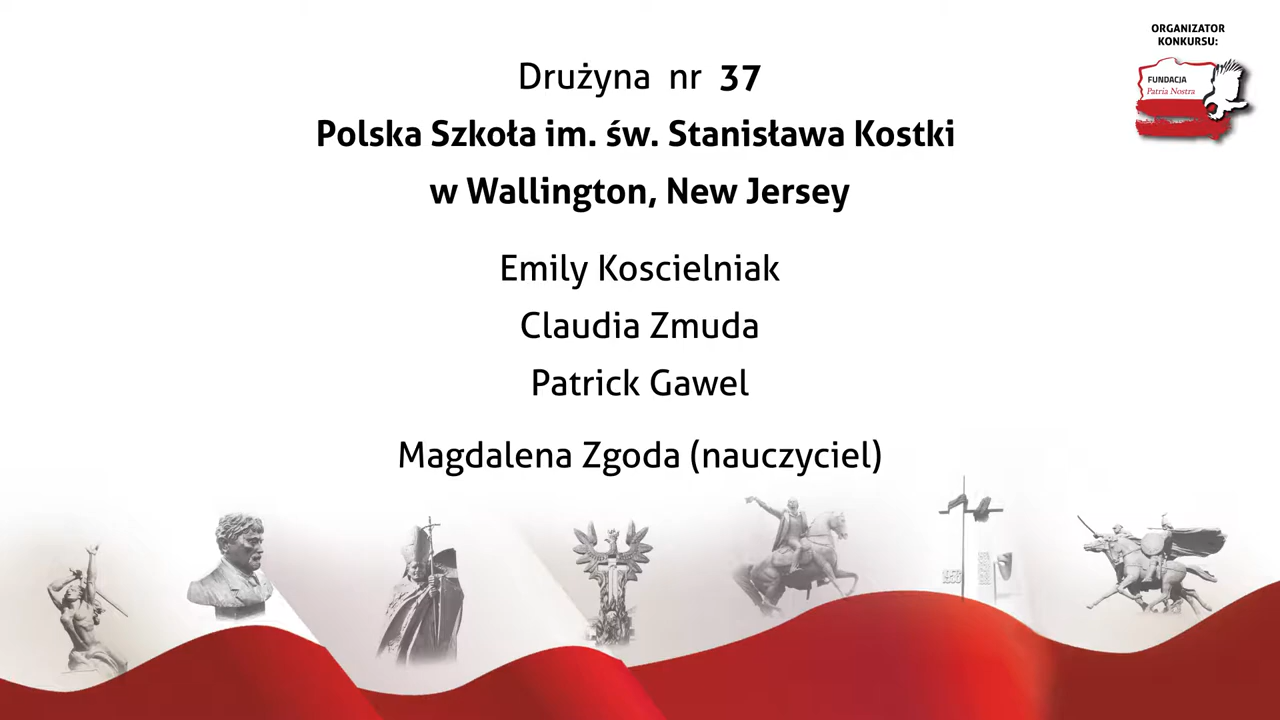 ORGANIZATOR
KONKURSU:
FUNDACJA
Patria Nostra
Drużyna nr 37
Polska Szkoła im. św. Stanisława Kostki
w Wallington, New Jersey
Emily Koscielniak
Claudia Zmuda
Patrick Gawel
Magdalena Zgoda (nauczyciel)